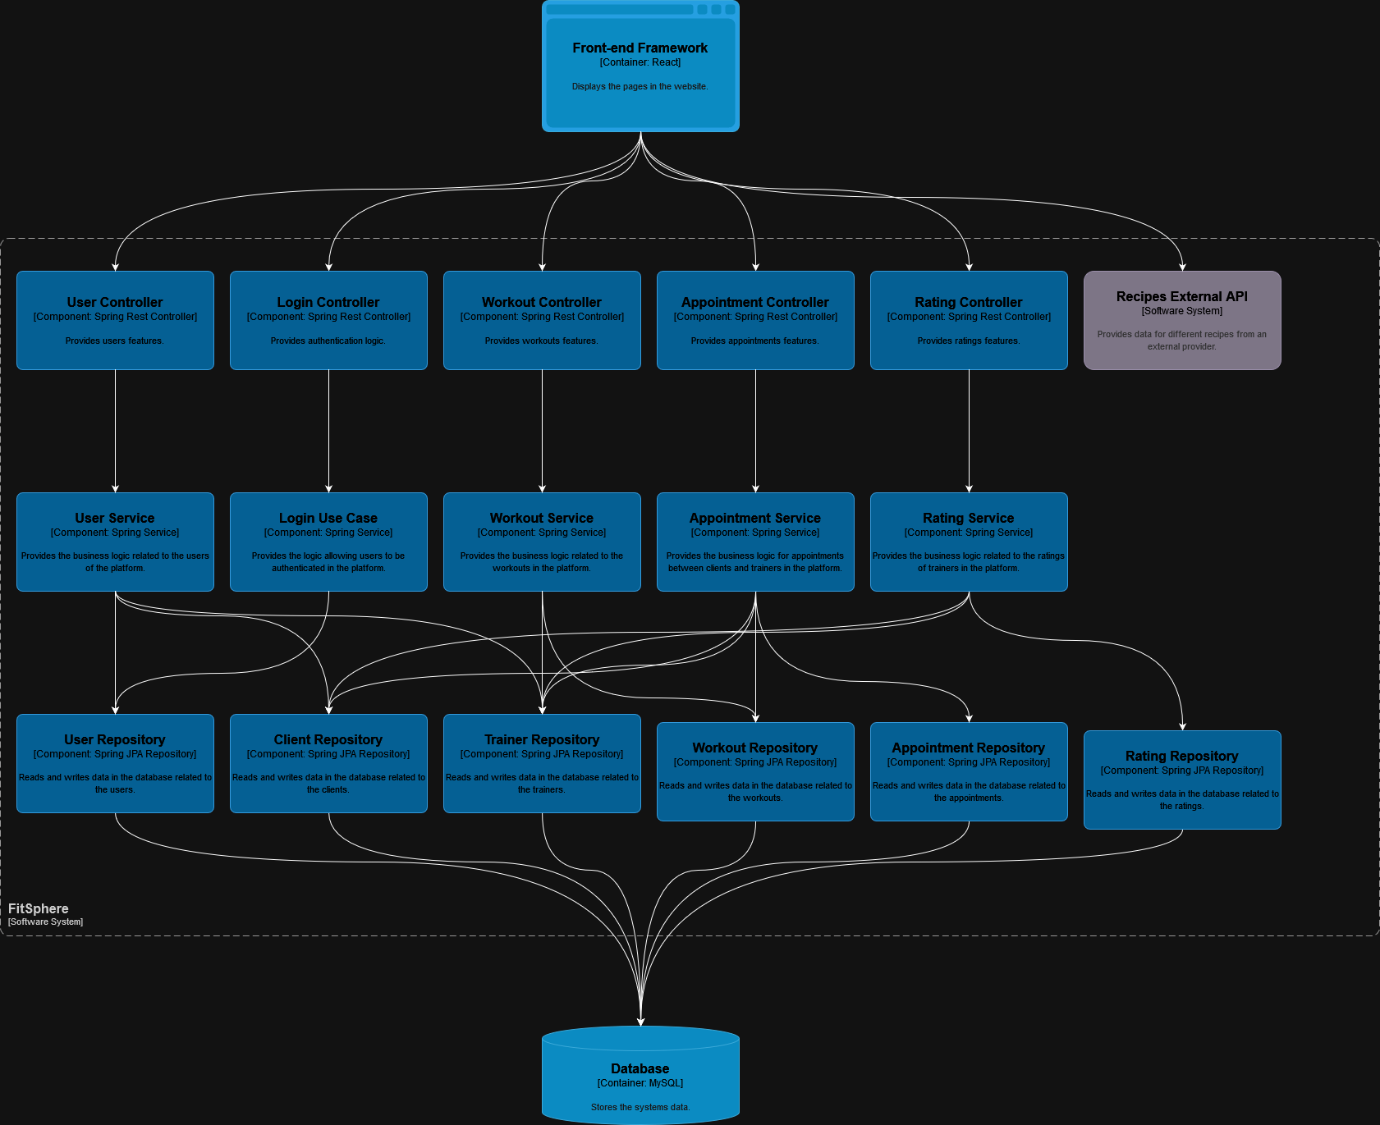 Front-end Framework
[Container: React]
Displays the pages in the website.
User Controller
[Component: Spring Rest Controller]
Provides users features.
Login Controller
[Component: Spring Rest Controller]
Provides authentication logic.
Workout Controller
[Component: Spring Rest Controller]
Provides workouts features.
Appointment Controller
[Component: Spring Rest Controller]
Provides appointments features.
Rating Controller
[Component: Spring Rest Controller]
Provides ratings features.
Recipes External API
[Software System]
Provides data for different recipes from an
external provider.
User Service
[Component: Spring Service]
Provides the business logic related to the users
of the platform.
Login Use Case
[Component: Spring Service]
Provides the logic allowing users to be
authenticated in the platform.
Workout Service
[Component: Spring Service]
Provides the business logic related to the
workouts in the platform.
Appointment Service
[Component: Spring Service]
Provides the business logic for appointments
between clients and trainers in the platform.
Rating Service
[Component: Spring Service]
Provides the business logic related to the ratings
of trainers in the platform.
User Repository
[Component: Spring JPA Repository]
Reads and writes data in the database related to
the users.
Client Repository
[Component: Spring JPA Repository]
Reads and writes data in the database related to
the clients.
Trainer Repository
[Component: Spring JPA Repository]
Reads and writes data in the database related to
the trainers.
Workout Repository
[Component: Spring JPA Repository]
Reads and writes data in the database related to
the workouts.
Appointment Repository
[Component: Spring JPA Repository]
Reads and writes data in the database related to
the appointments.
Rating Repository
[Component: Spring JPA Repository]
Reads and writes data in the database related to
the ratings.
FitSphere
[Software System]
Database
[Container: MySQL]
Stores the systems data.